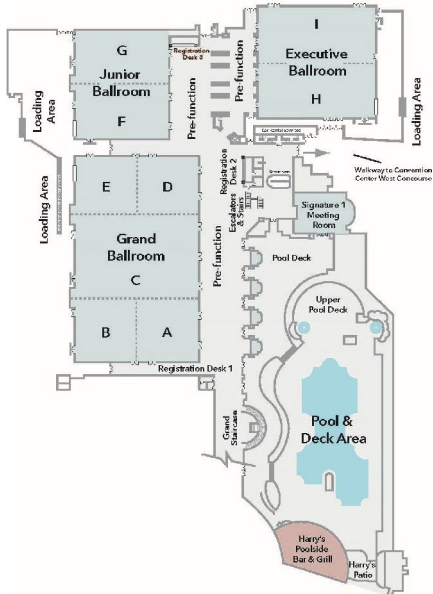 G
Junior
Ballroom
F
Registration
Desk 3
Pre-function
Pre-function
I
Executive
Ballroom
H
Loading Area
Loading Area
Loading Area
Walkway to Convention
Center West Concourse
E
D
Grand
Ballroom
C
B
A
Pre-function
Registration
Desk 2
Escalators
& Stairs
Signature 1
Meeting
Room
Pool Deck
Upper
Pool Deck
Registration Desk 1
Grand
Staircase
Pool &
Deck Area
Harry's
Poolside
Bar & Grill
Harry's
Patio